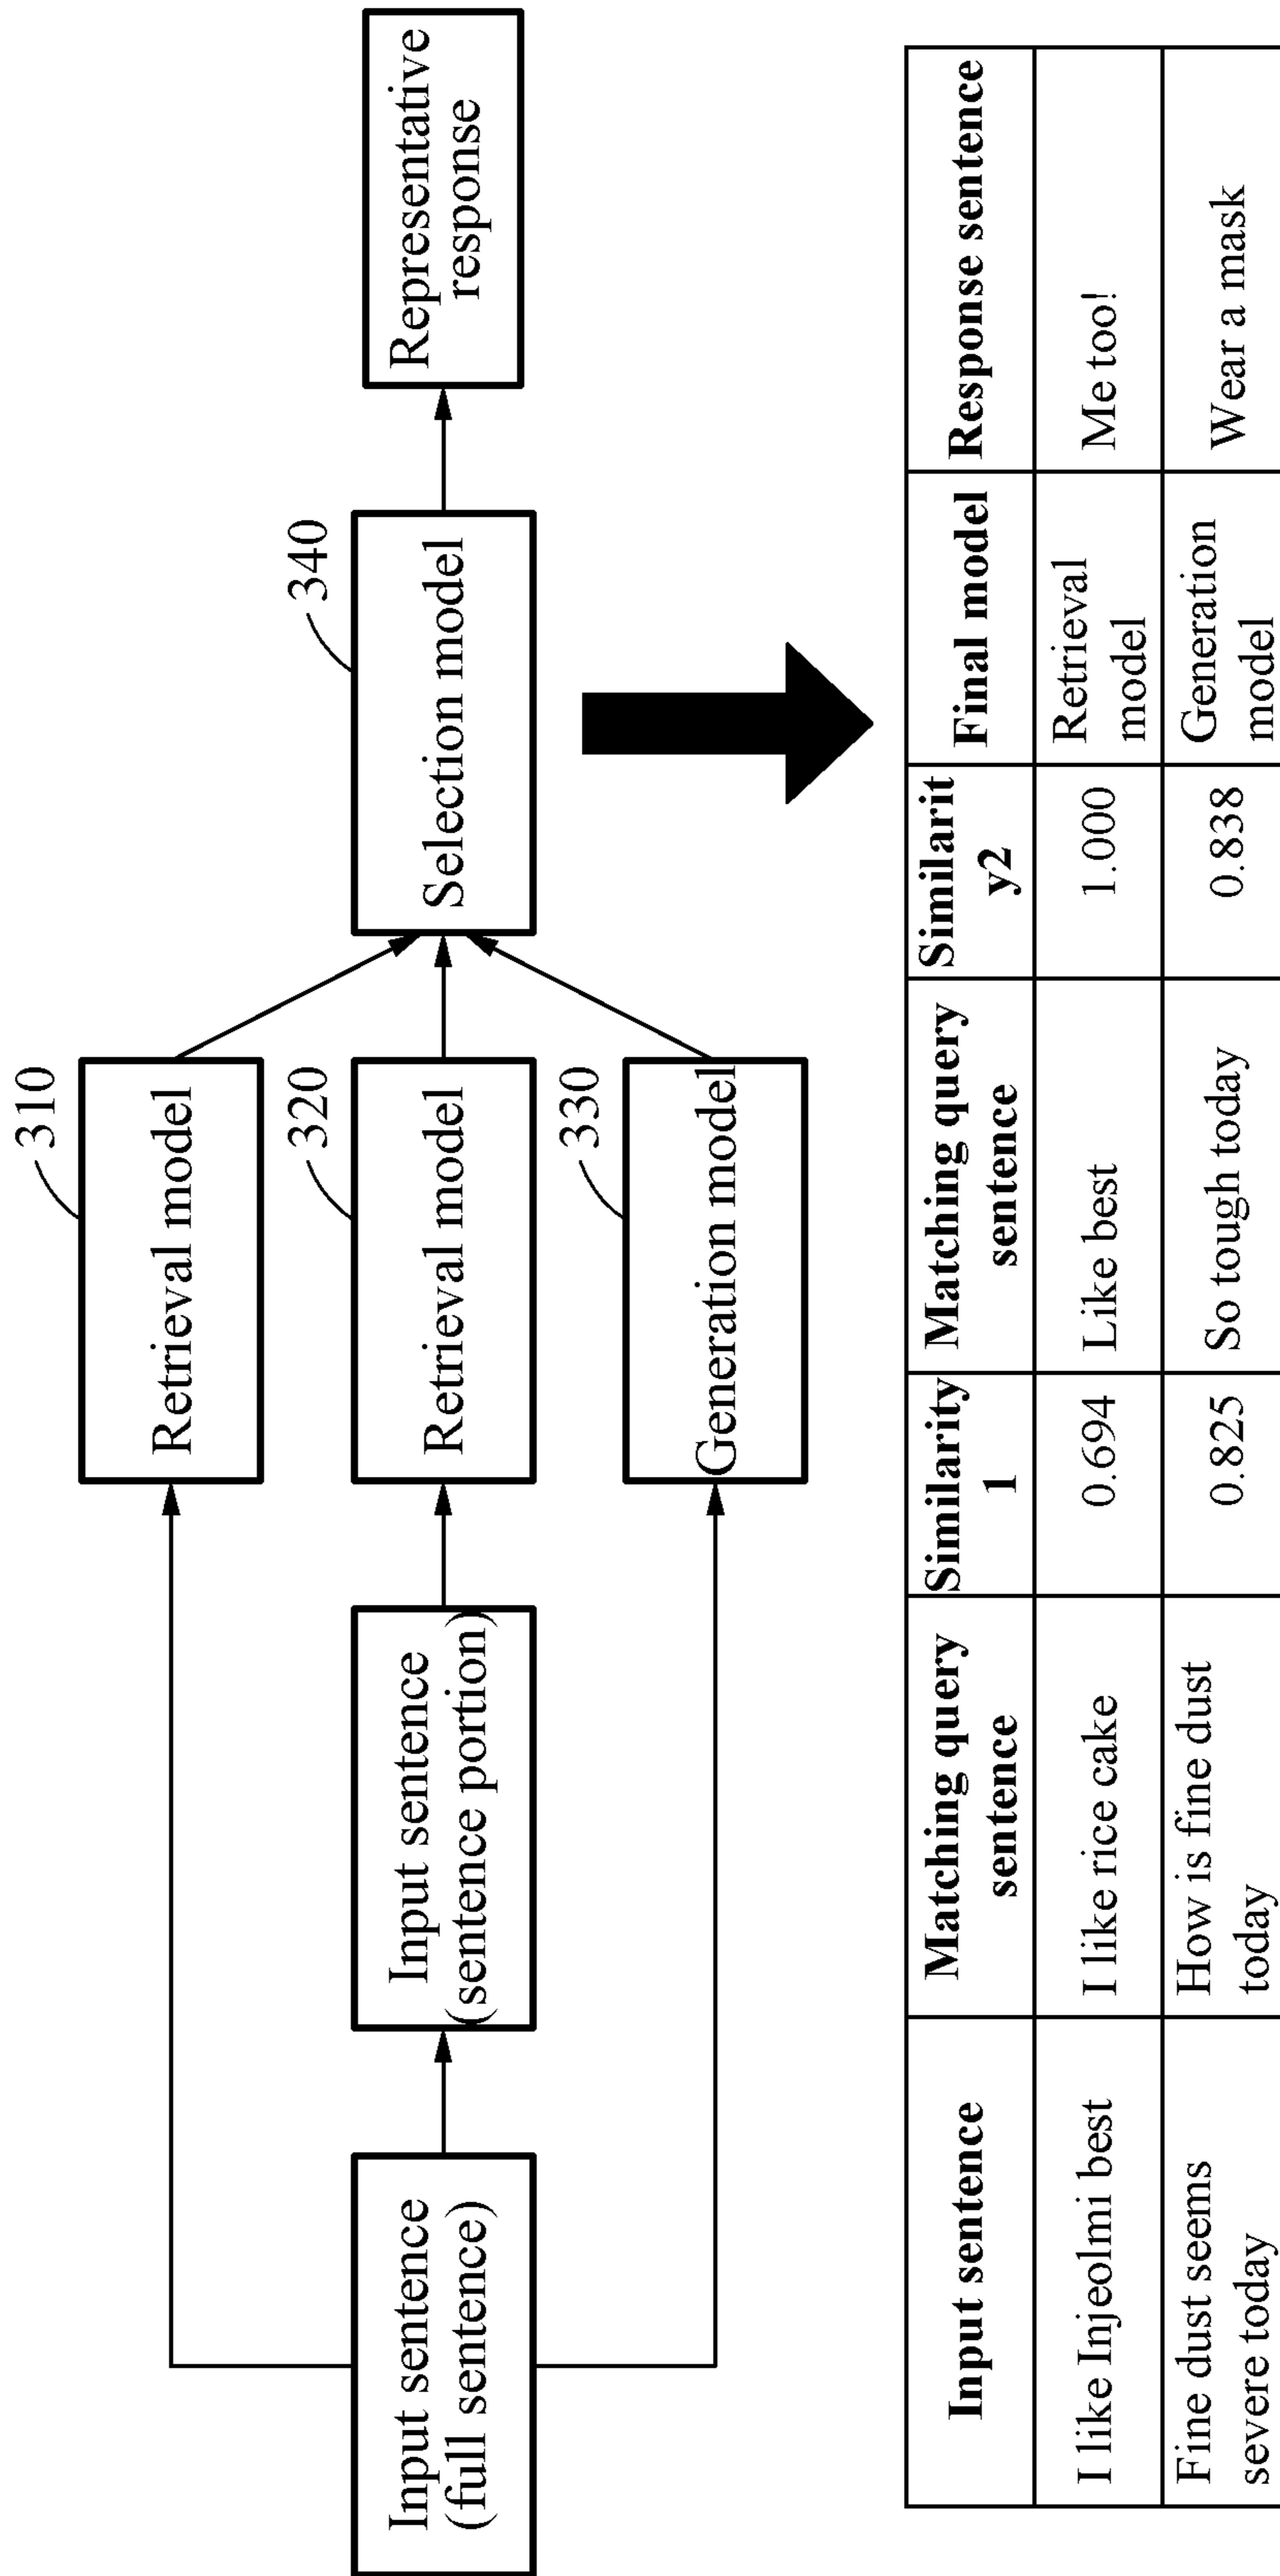 310
Retrieval model
320
Input sentence
(full sentence)
Input sentence
(sentence portion)
Retrieval model
340
Selection model
Representative
response
330
Generation model
Input sentence
Matching query
sentence
Similarity
1
Matching query
sentence
Similarit
y2
Final model
Response sentence
I like Injeolmi best
I like rice cake
0.694
Like best
1.000
Retrieval
model
Me too!
Fine dust seems
severe today
How is fine dust
today
0.825
So tough today
0.838
Generation
model
Wear a mask